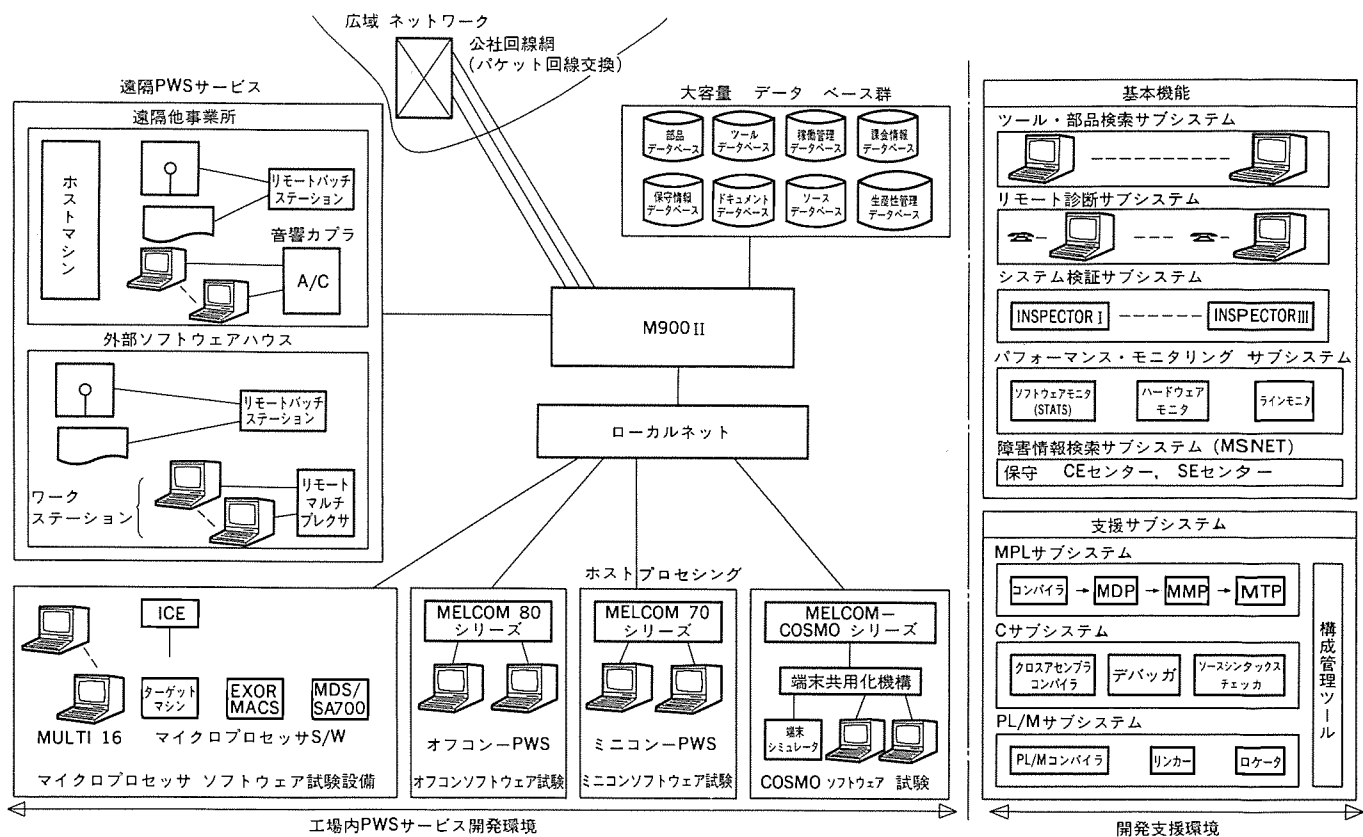 広域 ネットワーク
公社回線網
(パケット回線交換)
遠隔PWSサービス
遠隔他事業所
ホストマシン
リモートバッチ
ステーション
音響カプラ
A/C
外部ソフトウェアハウス
リモートバッチ
ステーション
ワーク
ステーション
リモート
マルチ
プレクサ
大容量 データ ベース群
部品
データベース
ツール
データベース
稼働管理
データベース
課金情報
データベース
保守情報
データベース
ドキュメント
データベース
ソース
データベース
生産性管理
データベース
M900Ⅱ
ローカルネット
ホストプロセシング
ICE
ターゲット
マシン
EXOR
MACS
MDS/
SA700
MULTI 16
マイクロプロセッサS/W
マイクロプロセッサ ソフトウェア試験設備
MELCOM 80
シリーズ
オフコン－PWS
オフコンソフトウェア試験
MELCOM 70
シリーズ
ミニコン－PWS
ミニコンソフトウェア試験
MELCOM－
COSMO シリーズ
端末共用化機構
端末
シミュレータ
COSMO ソフトウェア 試験
工場内PWSサービス開発環境
基本機能
ツール・部品検索サブシステム
リモート診断サブシステム
システム検証サブシステム
INSPECTORⅠ
INSPECTORⅢ
パフォーマンス・モニタリング サブシステム
ソフトウェアモニタ
(STATS)
ハードウェア
モニタ
ラインモニタ
障害情報検索サブシステム (MSNET)
保守 CEセンター，SEセンター
支援サブシステム
MPLサブシステム
コンパイラ
MDP
MMP
MTP
Cサブシステム
クロスアセンブラ
コンパイラ
デバッガ
ソースシンタックス
チェッカ
PL/Mサブシステム
PL/Mコンパイラ
リンカー
ロケータ
構成管理ツール
開発支援環境